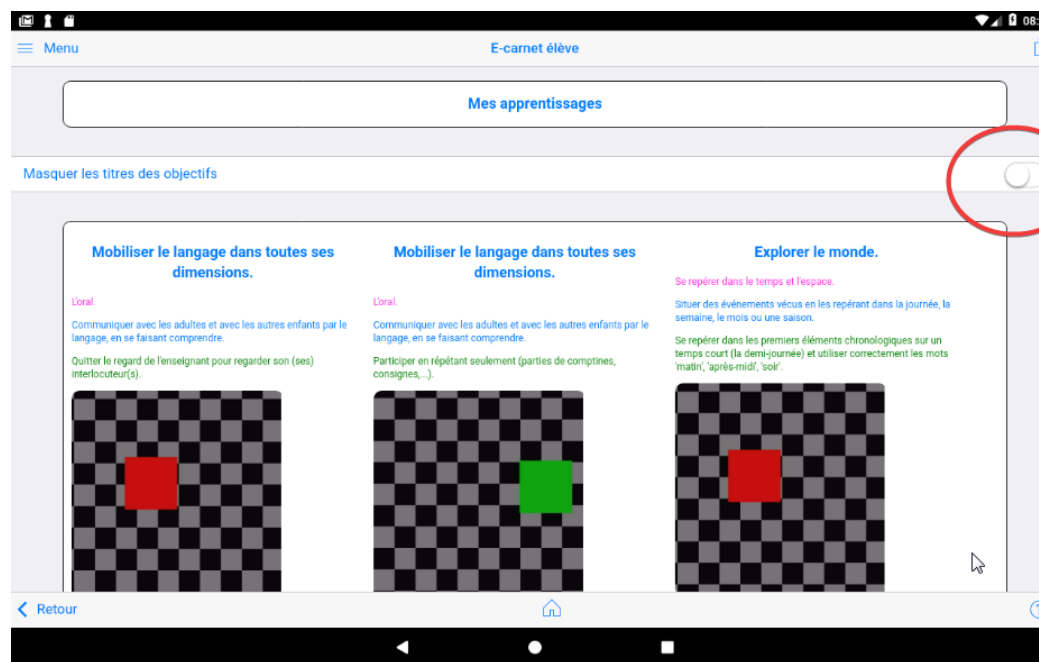 08:
Menu
E-carnet élève
Mes apprentissages
Masquer les titres des objectifs
Mobiliser le langage dans toutes ses
dimensions.
L'oral.
Communiquer avec les adultes et avec les autres enfants par le
langage, en se faisant comprendre.
Quitter le regard de l'enseignant pour regarder son (ses)
interlocuteur(s).
Mobiliser le langage dans toutes ses
dimensions.
L'oral.
Communiquer avec les adultes et avec les autres enfants par le
langage, en se faisant comprendre.
Participer en répétant seulement (parties de comptines,
consignes,...).
Explorer le monde.
Se repérer dans le temps et l'espace.
Situer des événements vécus en les repérant dans la journée, la
semaine, le mois ou une saison.
Se repérer dans les premiers éléments chronologiques sur un
temps court (la demi-journée) et utiliser correctement les mots
'matin', 'après-midi', 'soir'.
Retour